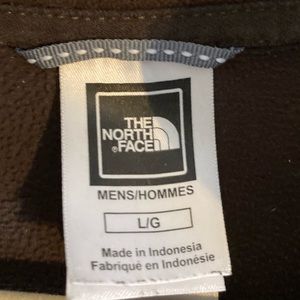 THE
NORTH
®FACE
MENS/HOMMES
L/G
Made in Indonesia
Fabriqué en Indonésie